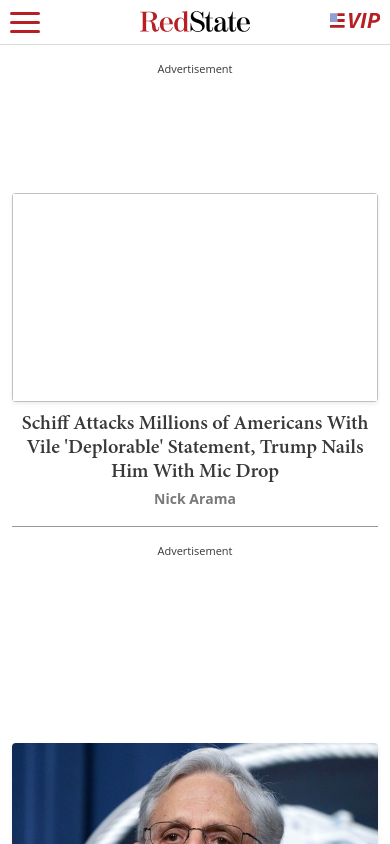 RedState
VIP
Advertisement
Schiff Attacks Millions of Americans With
Vile 'Deplorable' Statement, Trump Nails
Him With Mic Drop
Nick Arama
Advertisement